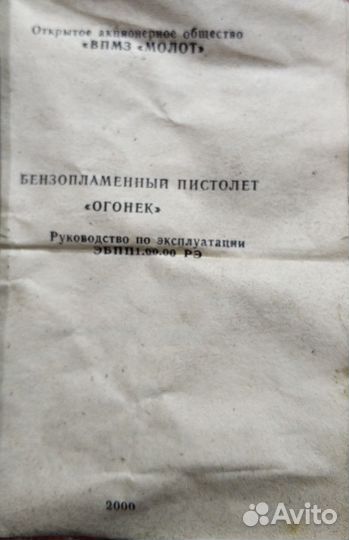 Открытое акционерное общество
«ВПМЗ «МОЛОТ»
БЕНЗОПЛАМЕННЫЙ ПИСТОЛЕТ
«ОГОНЕК»
Руководство по эксплуатации
ЭБПП1.00.00 РЭ
2000
Avito